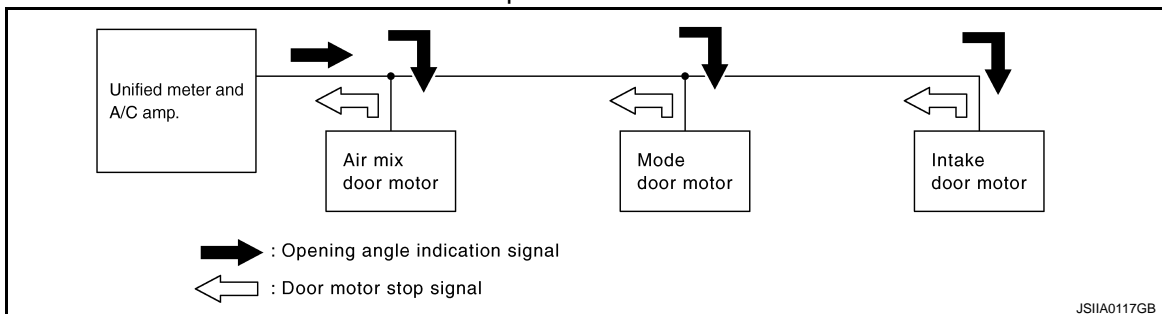 Unified meter and
A/C amp.
Air mix
door motor
Mode
door motor
Intake
door motor
: Opening angle indication signal
: Door motor stop signal
JSIIA0117GB